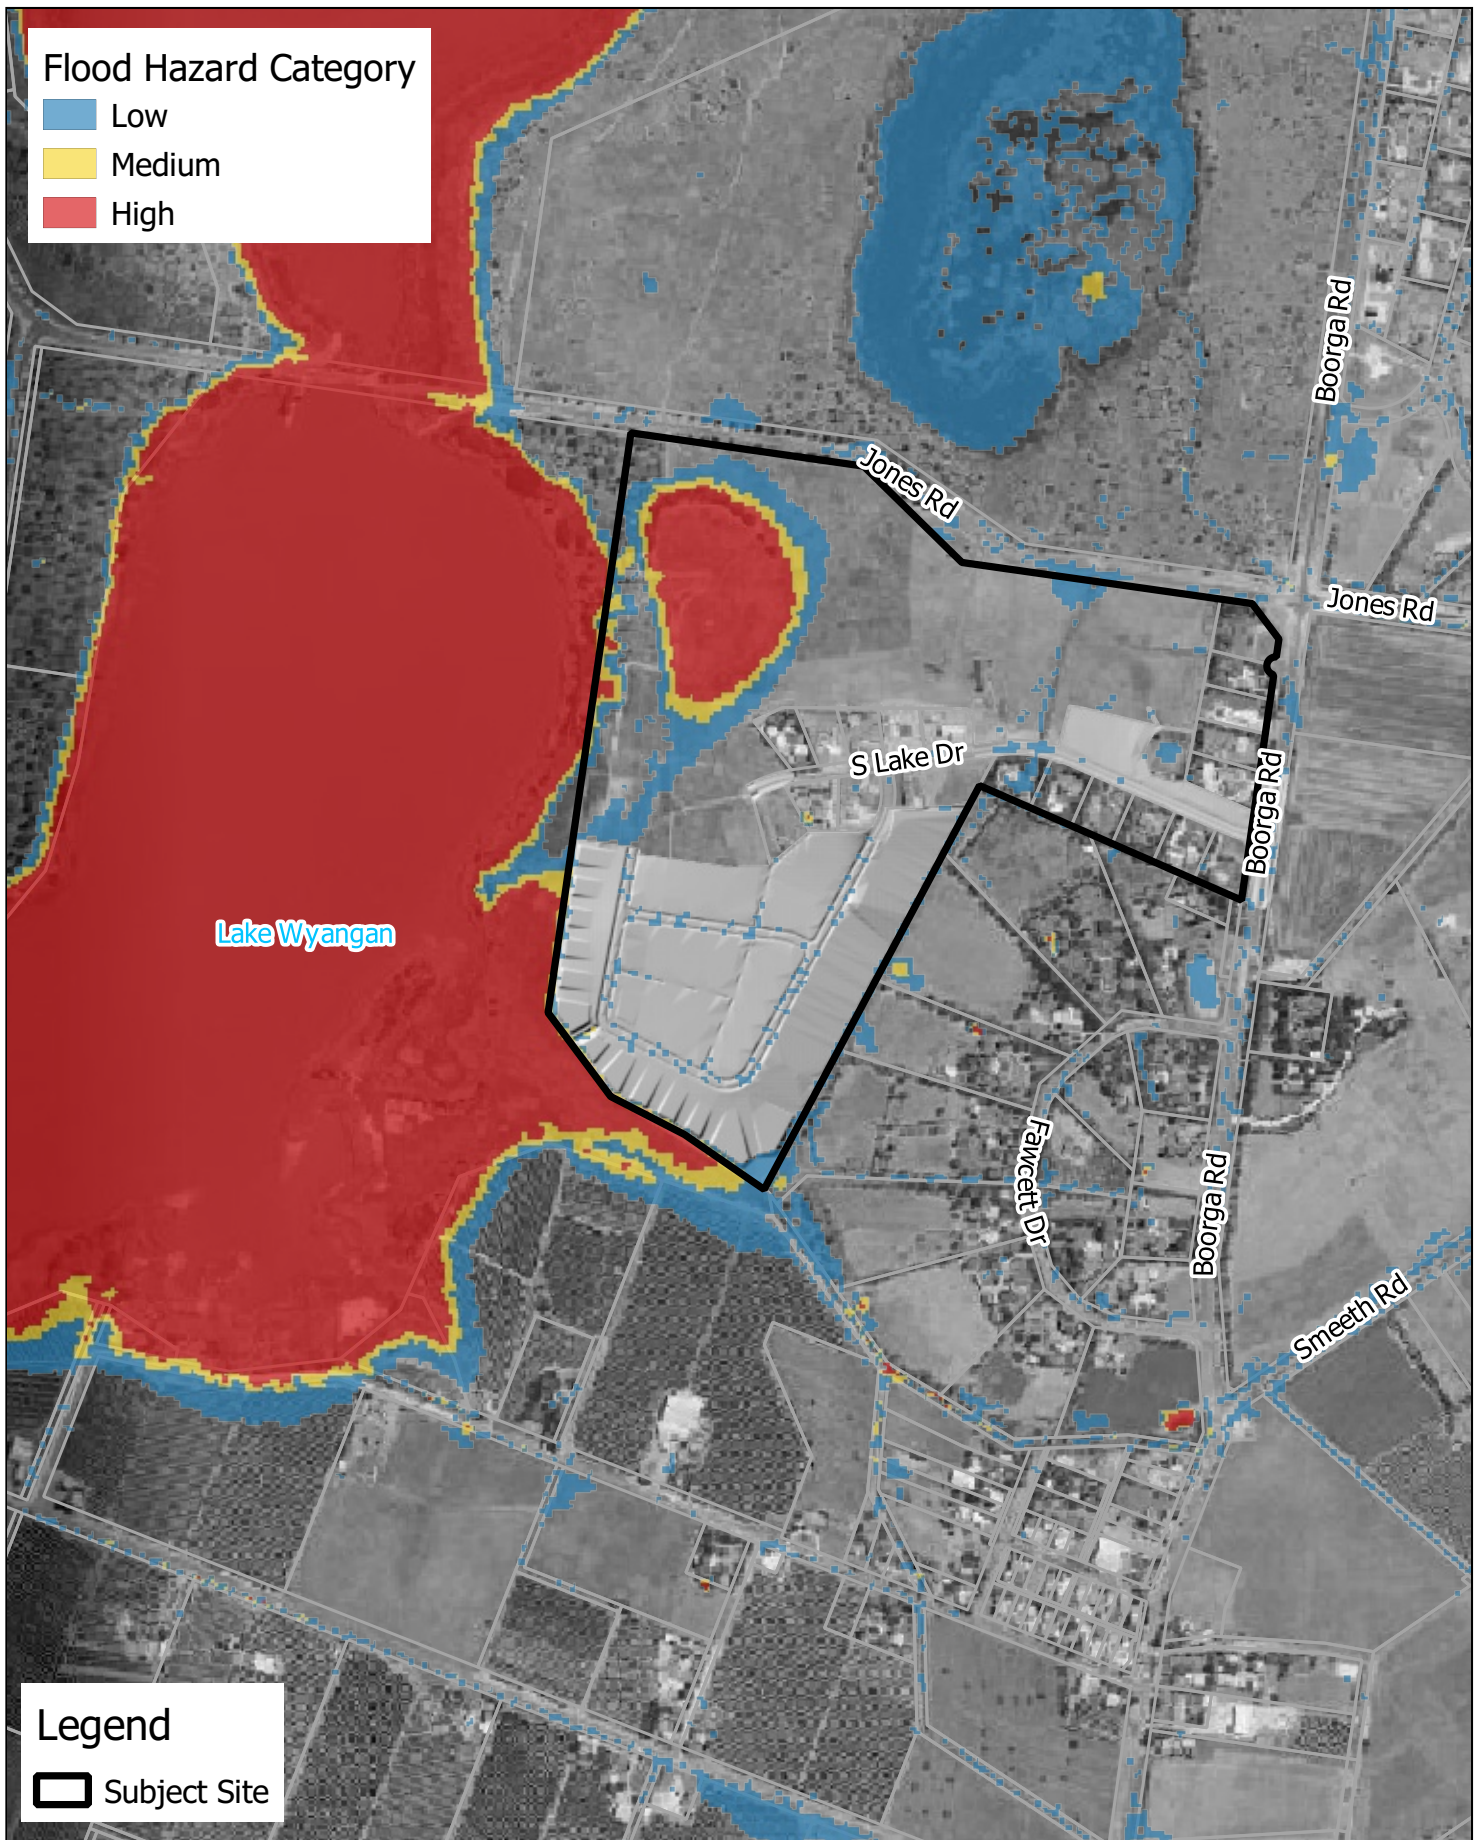 Flood Hazard Category
Low
Medium
High
Boorga Rd
Jones Rd
Jones Rd
S Lake Dr
Boorga Rd
Lake Wyangan
Fawcett Dr
Boorga Rd
Smeeth Rd
Legend
Subject Site